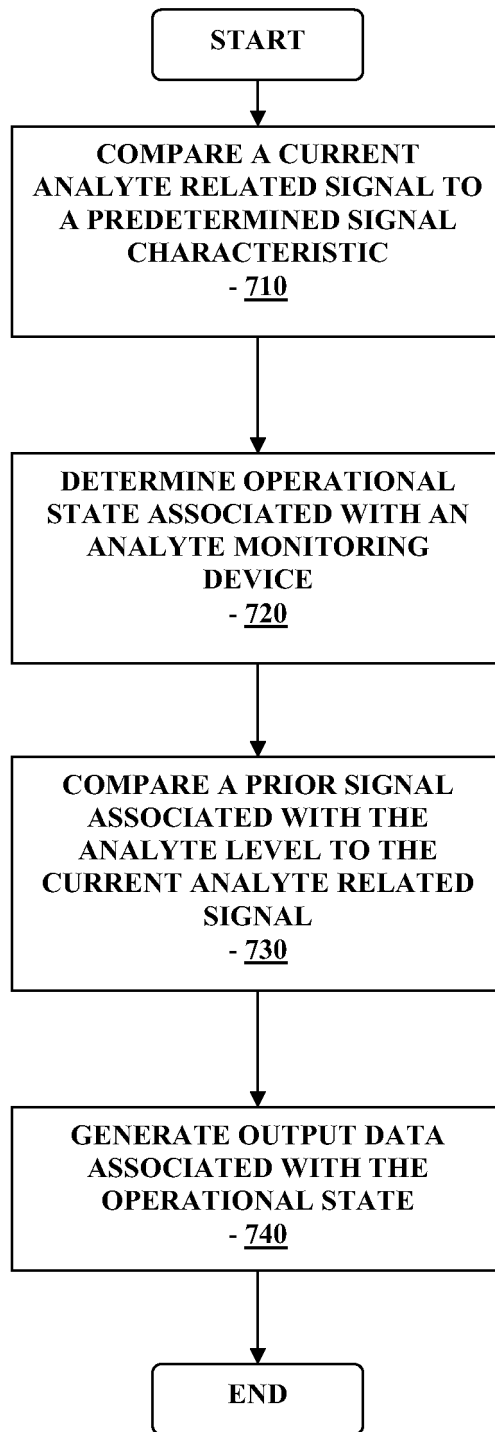 START
COMPARE A CURRENT
ANALYTE RELATED SIGNAL TO
A PREDETERMINED SIGNAL
CHARACTERISTIC
- 710
DETERMINE OPERATIONAL
STATE ASSOCIATED WITH AN
ANALYTE MONITORING
DEVICE
- 720
COMPARE A PRIOR SIGNAL
ASSOCIATED WITH THE
ANALYTE LEVEL TO THE
CURRENT ANALYTE RELATED
SIGNAL
- 730
GENERATE OUTPUT DATA
ASSOCIATED WITH THE
OPERATIONAL STATE
- 740
END